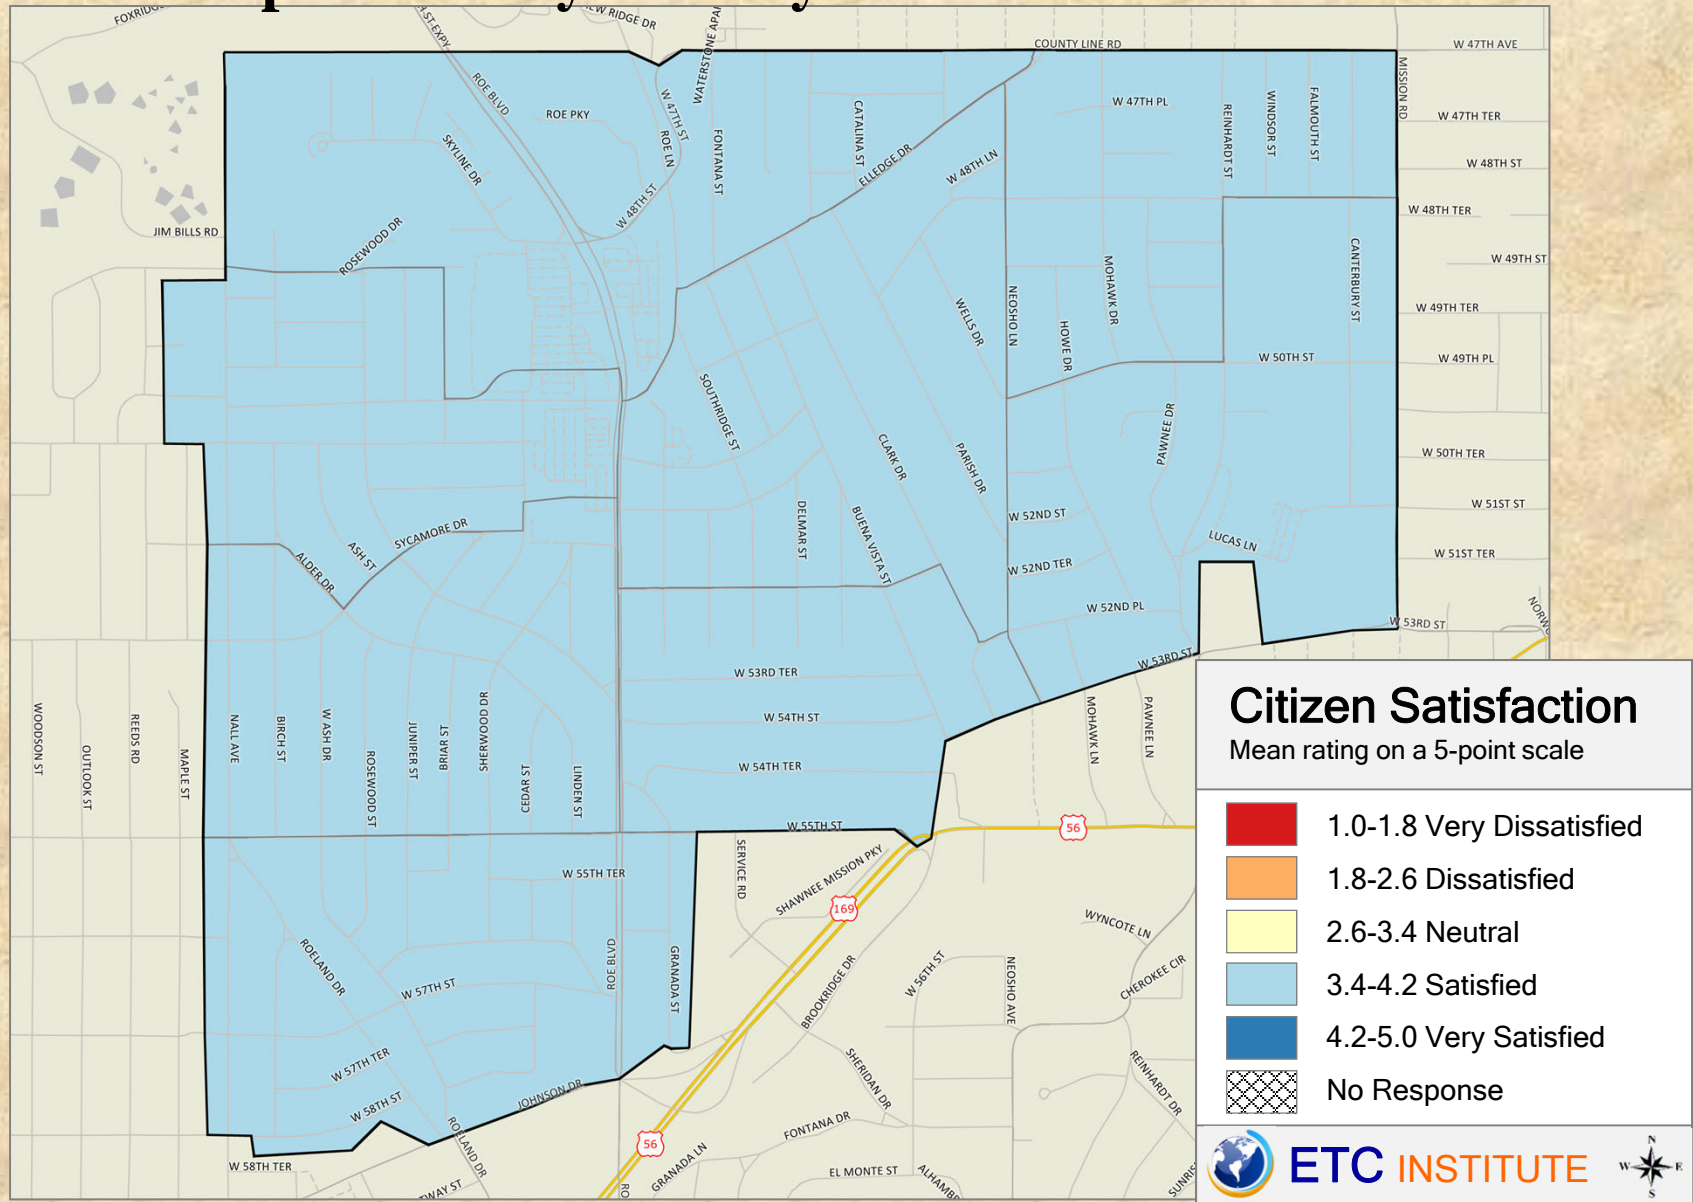 W RIDGE DR
COUNTY LINE RD
W 47TH AVE
ROE BLVD
W 47TH ST
MISSION RD
ROE PKY
CATALINA ST
W 47TH PL
REINHARDT ST
WINDSOR ST
FALMOUTH ST
W 47TH TER
SKYLINE DR
ROE LN
FONTANA ST
ELLEDGE DR
W 48TH LN
W 48TH ST
W 48TH ST
W 48TH TER
JIM BILLS RD
ROSEWOOD DR
CANTERBURY ST
W 49TH ST
MOHAWK DR
NEOSHO LN
WELLS DR
HOWE DR
W 49TH TER
W 50TH ST
W 49TH PL
SOUTHRIDGE ST
CLARK DR
PARISH DR
PAWNEE DR
W 50TH TER
DELMAR ST
BUENA VISTA ST
W 52ND ST
W 51ST ST
SYCAMORE DR
ASH ST
ALDER DR
LUCAS LN
W 51ST TER
W 52ND TER
W 52ND PL
W 53RD ST
W 53RD ST
W 53RD TER
W 54TH ST
W 54TH TER
WOODSON ST
OUTLOOK ST
REEDS RD
MAPLE ST
NALL AVE
BIRCH ST
W ASH DR
ROSEWOOD ST
JUNIPER ST
BRIAR ST
SHERWOOD DR
CEDAR ST
LINDEN ST
MOHAWK LN
PAWNEE LN
W 55TH ST
56
SERVICE RD
SHAWNEE MISSION PKY
W 55TH TER
169
ROELAND DR
W 57TH ST
ROE BLVD
GRANADA ST
BROOKRIDGE DR
W 56TH ST
NEOSHO AVE
WYNCOTE LN
CHEROKEE CIR
W 57TH TER
W 58TH ST
JOHNSON DR
SHERIDAN DR
REINHARDT DR
ROELAND DR
56
GRANADA LN
FONTANA DR
EL MONTE ST
W 58TH TER
RO
Citizen Satisfaction
Mean rating on a 5-point scale
1.0-1.8 Very Dissatisfied
1.8-2.6 Dissatisfied
2.6-3.4 Neutral
3.4-4.2 Satisfied
4.2-5.0 Very Satisfied
No Response
ETC INSTITUTE
N
W E
S